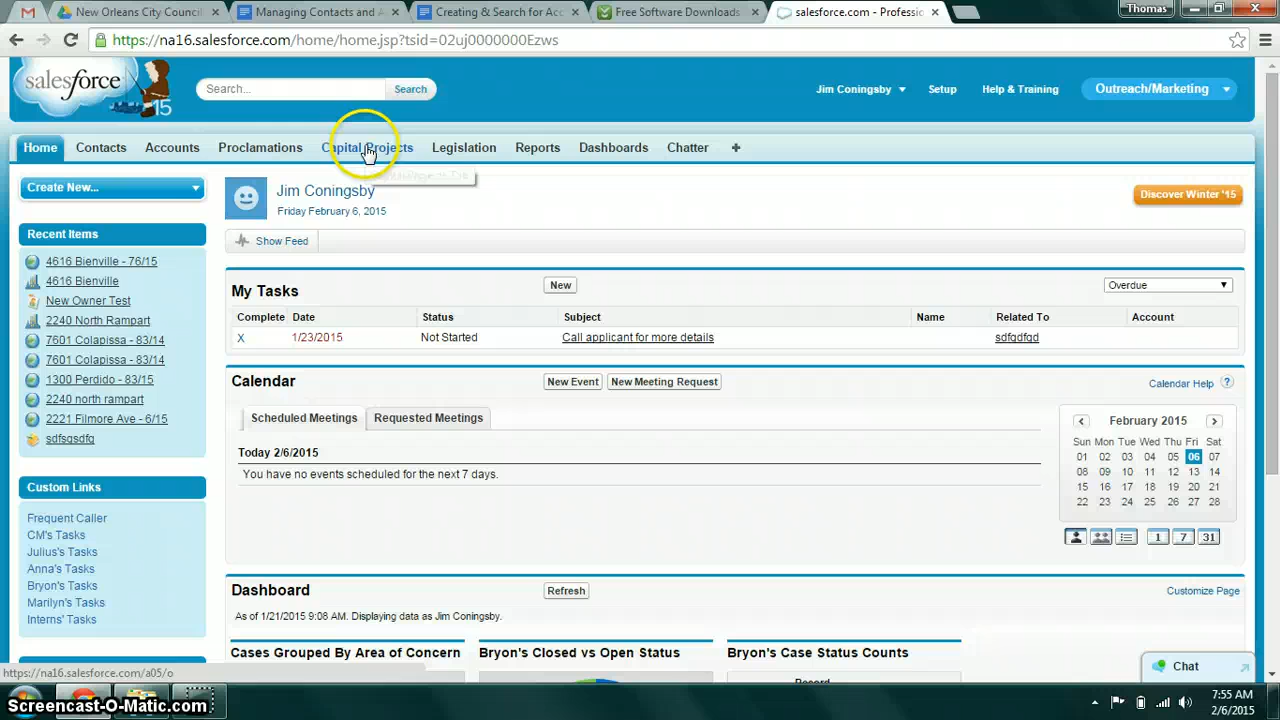 New Orleans City Council
Managing Contacts and A
Creating & Search for Acc
Free Software Downloads
salesforce.com - Professio
Thomas
https://na16.salesforce.com/home/home.jsp?tsid=02uj0000000Ezws
salesforce
15
Search...
Search
Jim Coningsby
Setup
Help & Training
Outreach/Marketing
Home
Contacts
Accounts
Proclamations
Capital Projects
Legislation
Reports
Dashboards
Chatter
+
Create New...
Jim Coningsby
Friday February 6, 2015
Discover Winter '15
Show Feed
Recent Items
4616 Bienville - 76/15
4616 Bienville
New Owner Test
2240 North Rampart
7601 Colapissa - 83/14
7601 Colapissa - 83/14
1300 Perdido - 83/15
2240 north rampart
2221 Filmore Ave - 6/15
sdfsgsdfg
Custom Links
Frequent Caller
CM's Tasks
Julius's Tasks
Anna's Tasks
Bryon's Tasks
Marilyn's Tasks
Interns' Tasks
My Tasks
New
Overdue
Complete Date Status Subject Name Related To Account
X 1/23/2015 Not Started Call applicant for more details sdfgdfgd
Calendar
New Event
New Meeting Request
Calendar Help ?
Scheduled Meetings
Requested Meetings
Today 2/6/2015
You have no events scheduled for the next 7 days.
February 2015
Sun Mon Tue Wed Thu Fri Sat
01 02 03 04 05 06 07
08 09 10 11 12 13 14
15 16 17 18 19 20 21
22 23 24 25 26 27 28
1 7 31
Dashboard
Refresh
Customize Page
As of 1/21/2015 9:08 AM. Displaying data as Jim Coningsby.
Cases Grouped By Area of Concern
Bryon's Closed vs Open Status
Bryon's Case Status Counts
Record
Chat
https://na16.salesforce.com/a05/o
Screencast-O-Matic.com
7:55 AM
2/6/2015